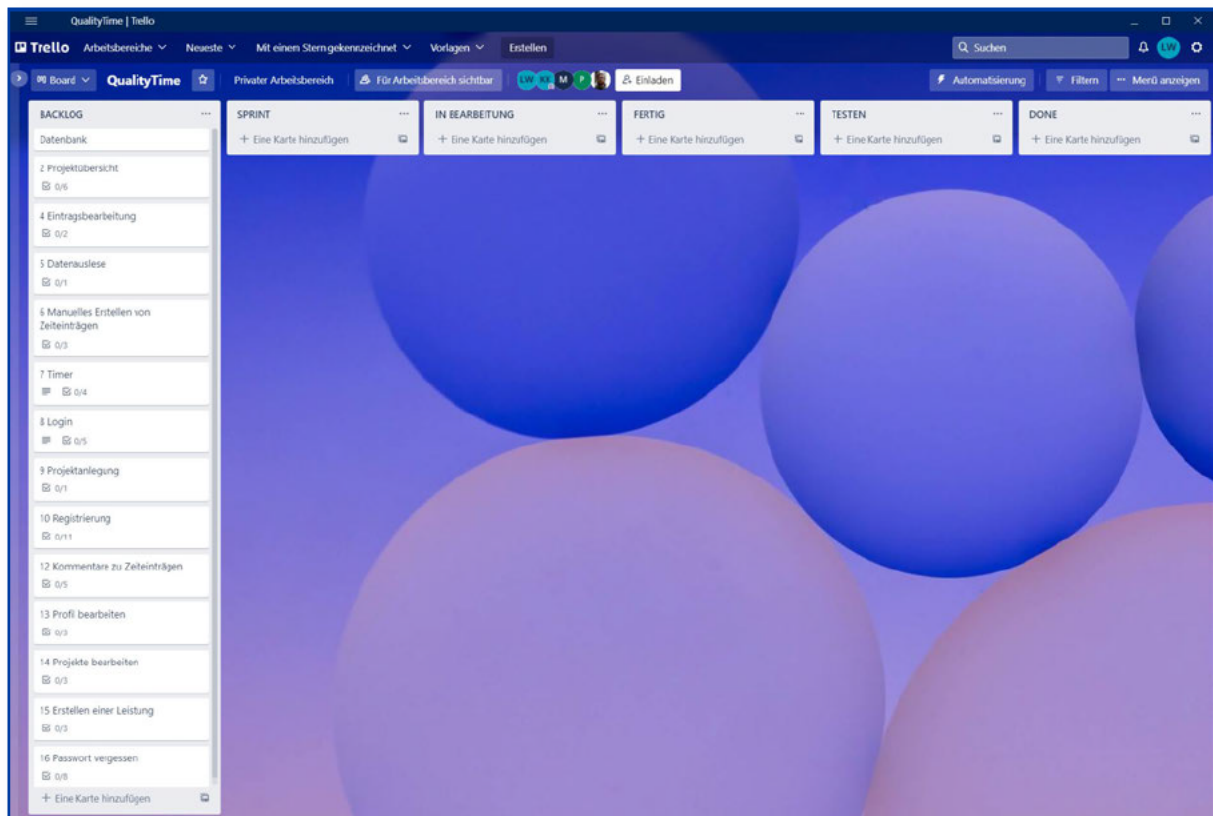 QualityTime | Trello
Trello Arbeitsbereiche Neueste Mit einem Stern gekennzeichnet Vorlagen Erstellen Suchen LW
Board QualityTime Privater Arbeitsbereich Für Arbeitsbereich sichtbar LW KK M P Einladen Automatisierung Filtern Menü anzeigen
BACKLOG
Datenbank
2 Projektübersicht
0/6
4 Eintragsbearbeitung
0/2
5 Datenauslese
0/1
6 Manuelles Erstellen von
Zeiteinträgen
0/3
7 Timer
0/4
8 Login
0/5
9 Projektanlegung
0/1
10 Registrierung
0/11
12 Kommentare zu Zeiteinträgen
0/5
13 Profil bearbeiten
0/3
14 Projekte bearbeiten
0/3
15 Erstellen einer Leistung
0/3
16 Passwort vergessen
0/8
+ Eine Karte hinzufügen
SPRINT
+ Eine Karte hinzufügen
IN BEARBEITUNG
+ Eine Karte hinzufügen
FERTIG
+ Eine Karte hinzufügen
TESTEN
+ Eine Karte hinzufügen
DONE
+ Eine Karte hinzufügen